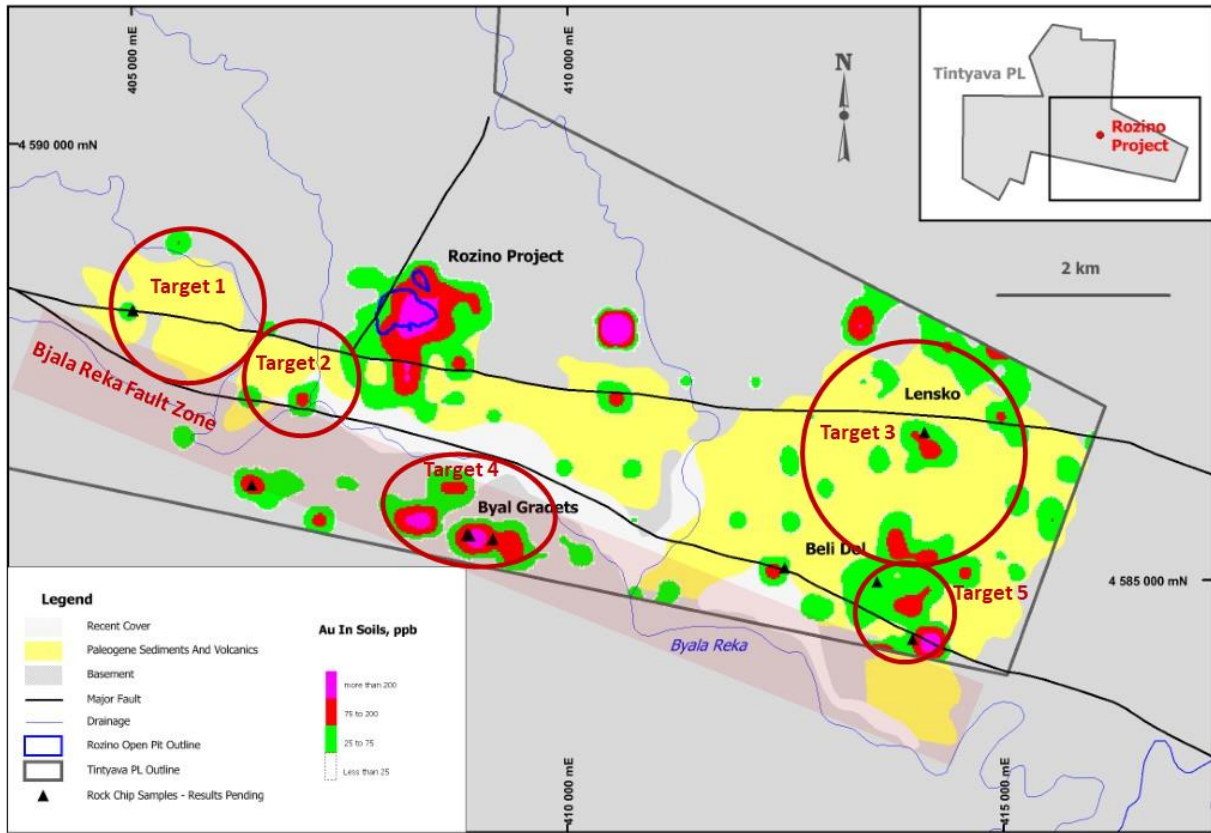 405 000 mE
410 000 mE
N
Tintyava PL
Rozino
Project
4 590 000 mN
Rozino Project
2 km
Target 1
Target 2
Bjala Reka Fault Zone
Lensko
Target 3
Target 4
Byal Gradets
Beli Dol
4 585 000 mN
Target 5
Byala Reka
Legend
Recent Cover
Paleogene Sediments And Volcanics
Basement
Major Fault
Drainage
Rozino Open Pit Outline
Tintyava PL Outline
Rock Chip Samples - Results Pending
Au In Soils, ppb
more than 200
75 to 200
25 to 75
Less than 25
410 000 mE
415 000 mE